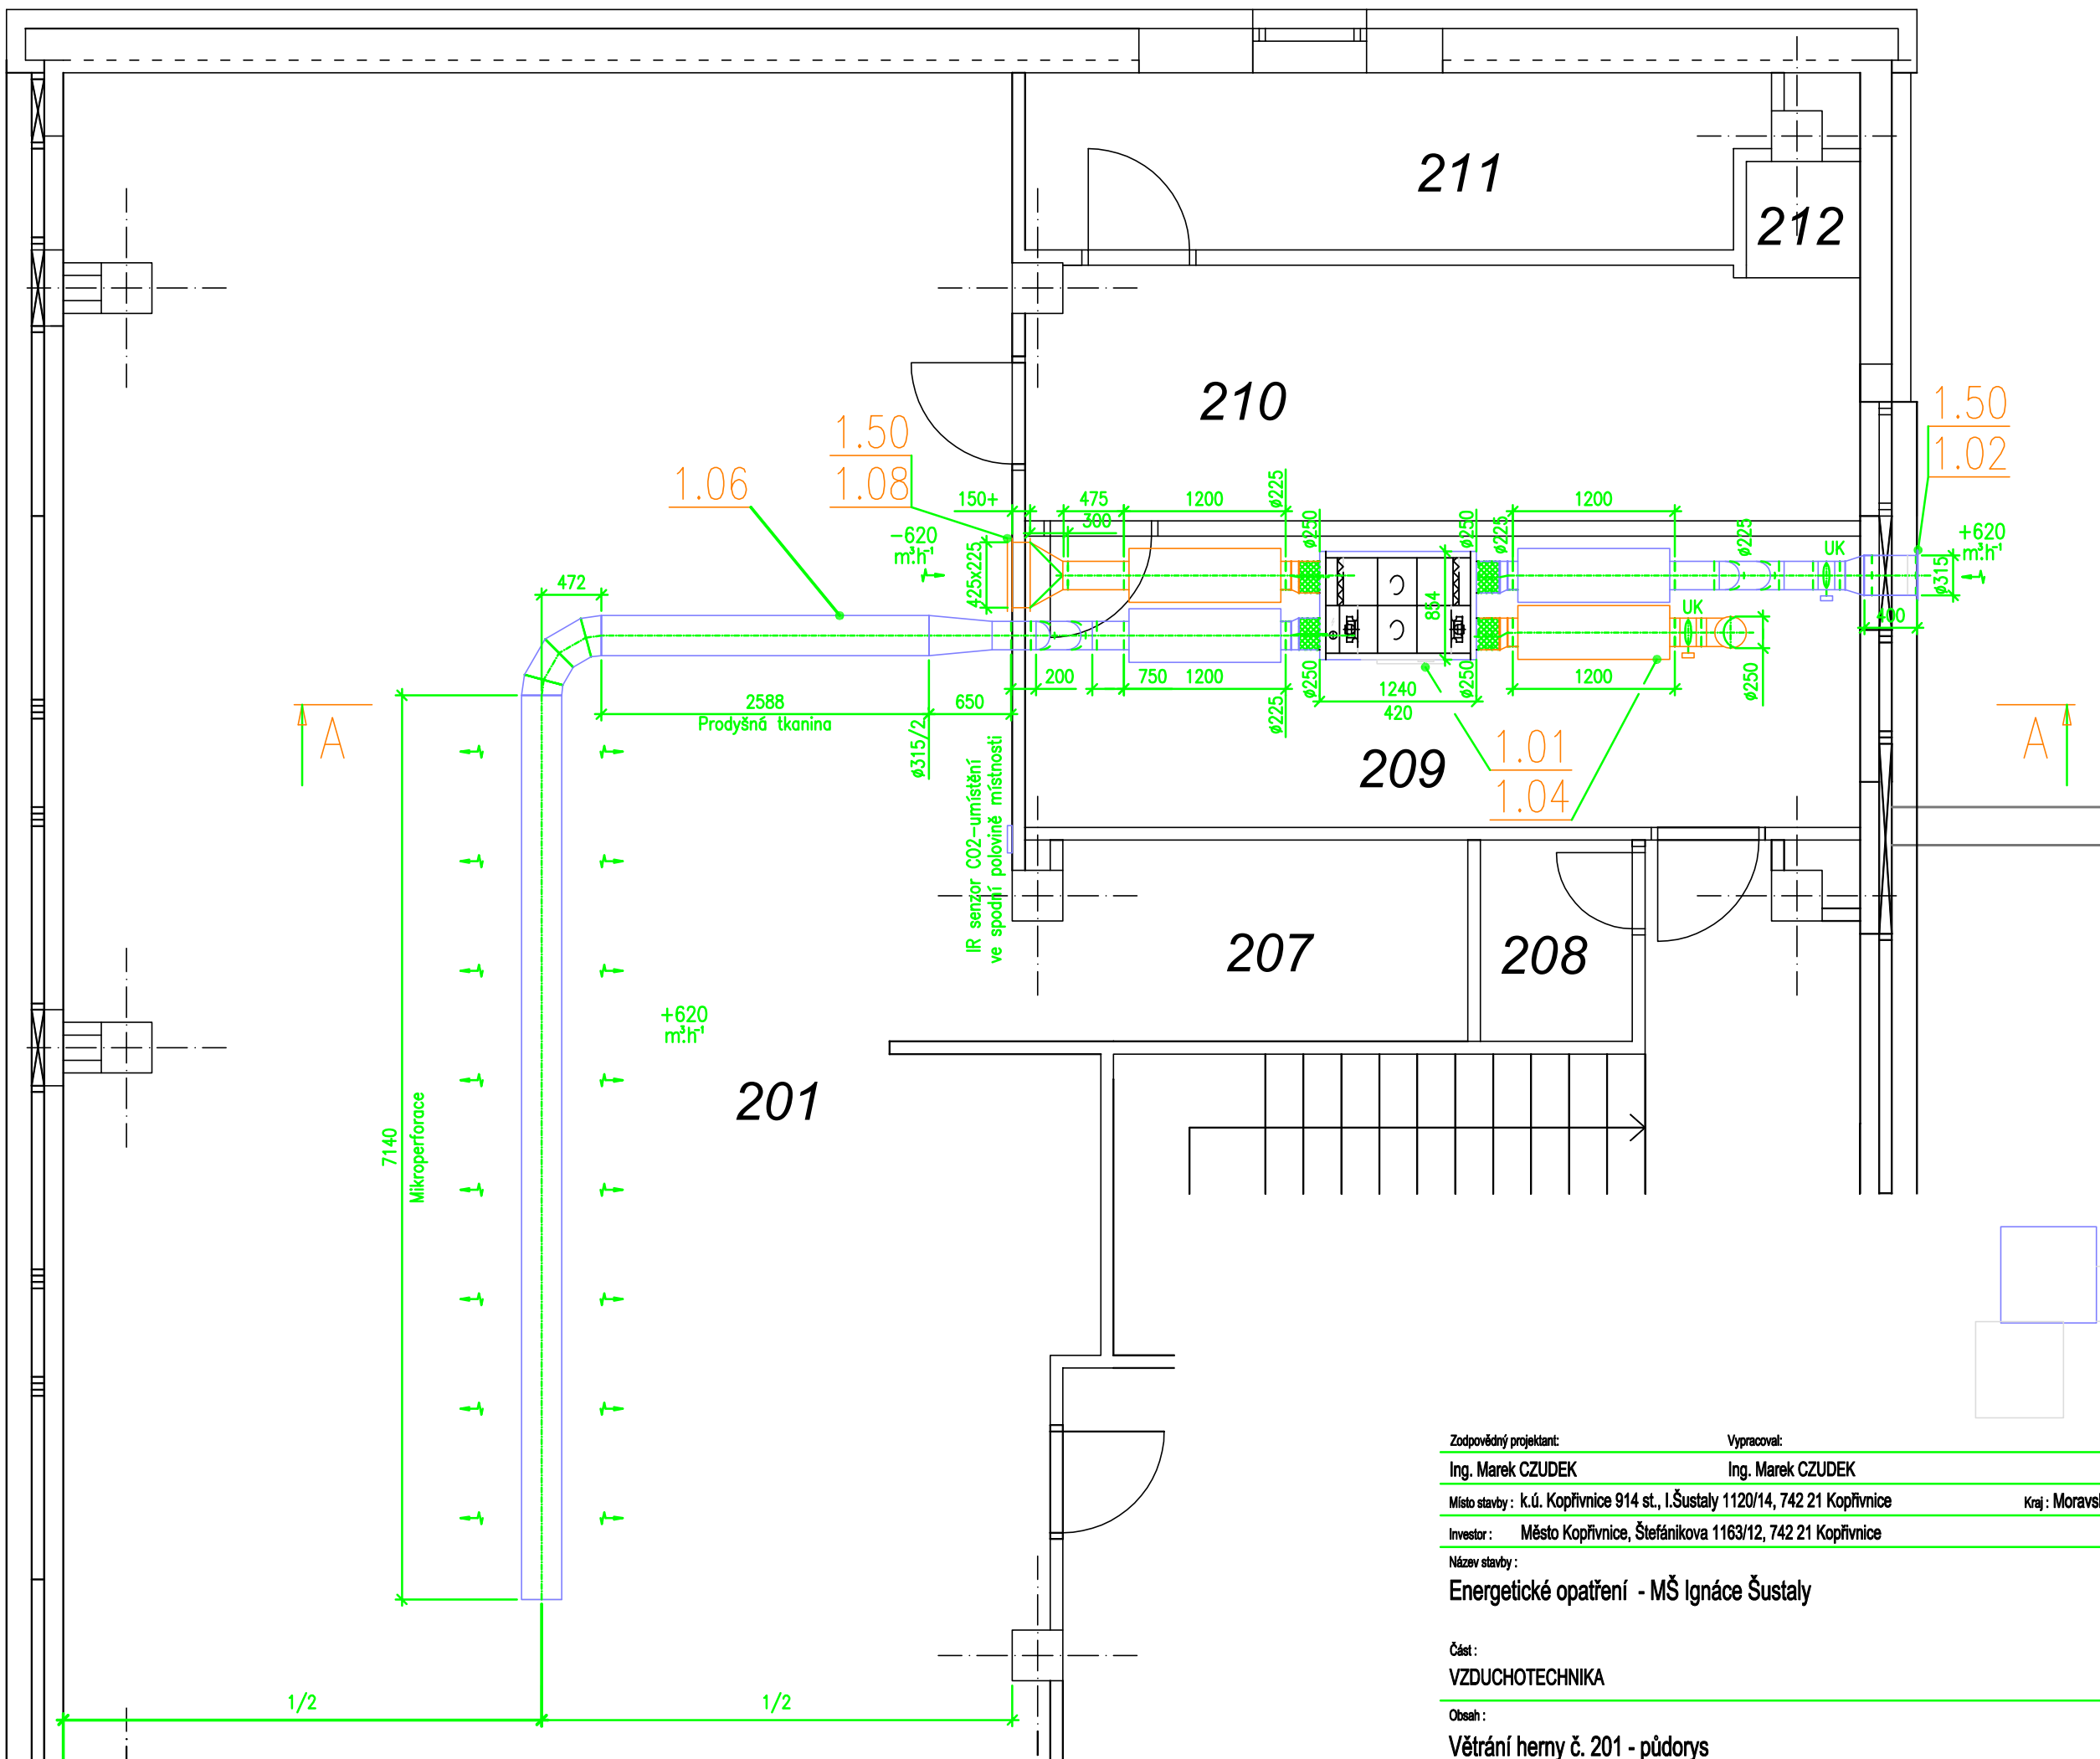 211
212
210
1.50
1.08
1.06
1.50
1.02
150+
475
300
1200
ø225
ø250
ø250
ø225
1200
ø225
UK
+620
m³.h⁻¹
ø315
400
-620
m³.h⁻¹
425x225
472
854
UK
2588
Prodyšná tkanina
650
ø315/2
200
750
1200
ø225
ø250
1240
420
ø250
1200
ø250
A
A
1.01
1.04
209
IR senzor CO2-umístění
ve spodní polovině místnosti
207
208
+620
m³.h⁻¹
201
7140
Mikroperforace
1/2
1/2
Zodpovědný projektant: Vypracoval:
Ing. Marek CZUDEK Ing. Marek CZUDEK
Místo stavby : k.ú. Kopřivnice 914 st., I.Šustaly 1120/14, 742 21 Kopřivnice Kraj : Moravs
Investor : Město Kopřivnice, Štefánikova 1163/12, 742 21 Kopřivnice
Název stavby :
Energetické opatření - MŠ Ignáce Šustaly
Část :
VZDUCHOTECHNIKA
Obsah :
Větrání herny č. 201 - půdorys